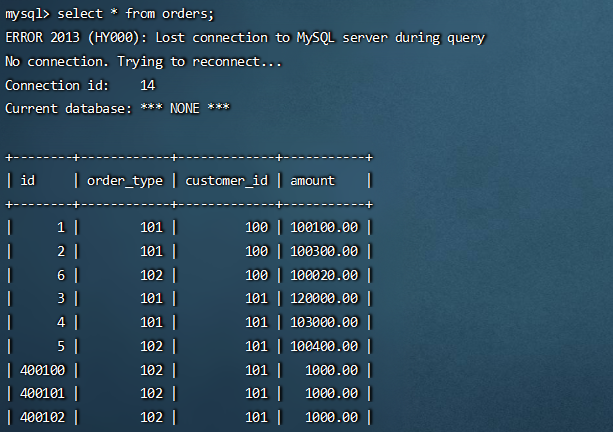 mysql> select * from orders;
ERROR 2013 (HY000): Lost connection to MySQL server during query
No connection. Trying to reconnect...
Connection id:    14
Current database: *** NONE ***

+--------+------------+-------------+-----------+
| id     | order_type | customer_id | amount    |
+--------+------------+-------------+-----------+
|      1 |        101 |         100 | 100100.00 |
|      2 |        101 |         100 | 100300.00 |
|      6 |        102 |         100 | 100020.00 |
|      3 |        101 |         101 | 120000.00 |
|      4 |        101 |         101 | 103000.00 |
|      5 |        102 |         101 | 100400.00 |
| 400100 |        102 |         101 |   1000.00 |
| 400101 |        102 |         101 |   1000.00 |
| 400102 |        102 |         101 |   1000.00 |